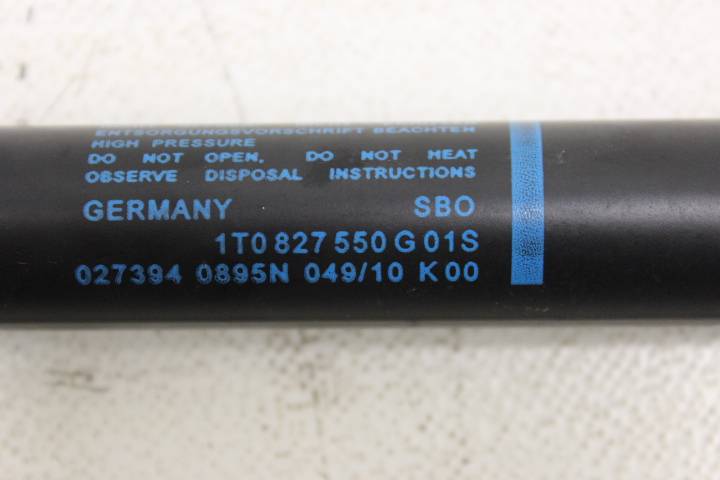 ENTSORGUNGSVORSCHRIFT BEACHTEN
HIGH PRESSURE
DO NOT OPEN, DO NOT HEAT
OBSERVE DISPOSAL INSTRUCTIONS
GERMANY SBO
1T0 827 550 G 01S
027394 0895N 049/10 K 00